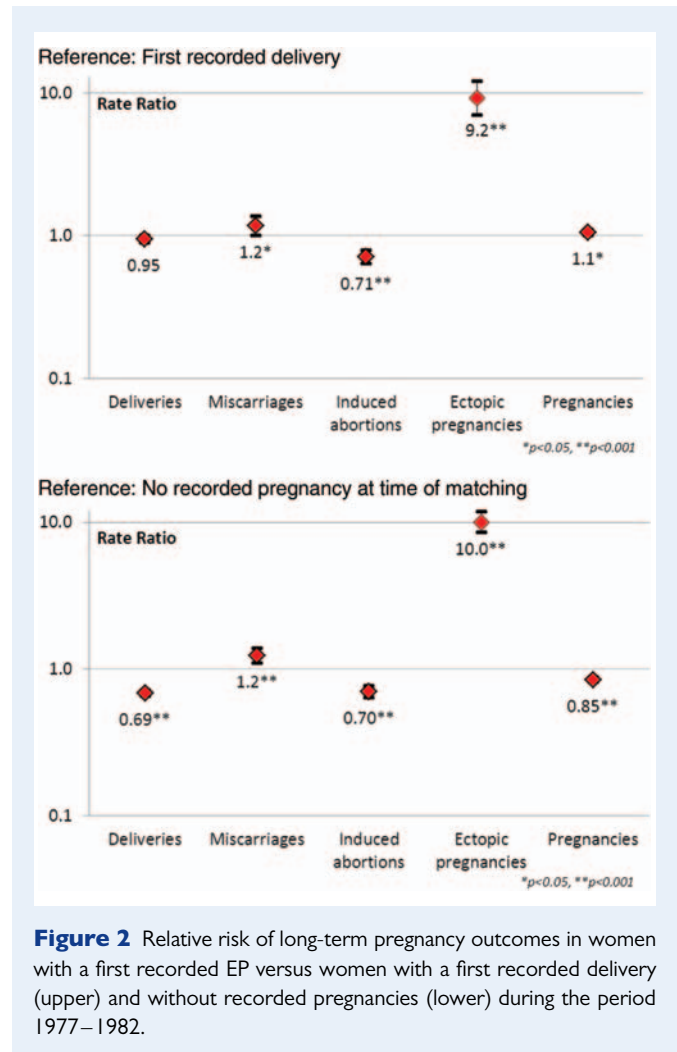 Reference: First recorded delivery
10.0
Rate Ratio
9.2**
1.0
0.95
1.2*
0.71**
1.1*
0.1
Deliveries Miscarriages Induced abortions Ectopic pregnancies Pregnancies
*p<0.05, **p<0.001
Reference: No recorded pregnancy at time of matching
10.0
Rate Ratio
10.0**
1.0
0.69**
1.2**
0.70**
0.85**
0.1
Deliveries Miscarriages Induced abortions Ectopic pregnancies Pregnancies
*p<0.05, **p<0.001
Figure 2 Relative risk of long-term pregnancy outcomes in women
with a first recorded EP versus women with a first recorded delivery
(upper) and without recorded pregnancies (lower) during the period
1977–1982.